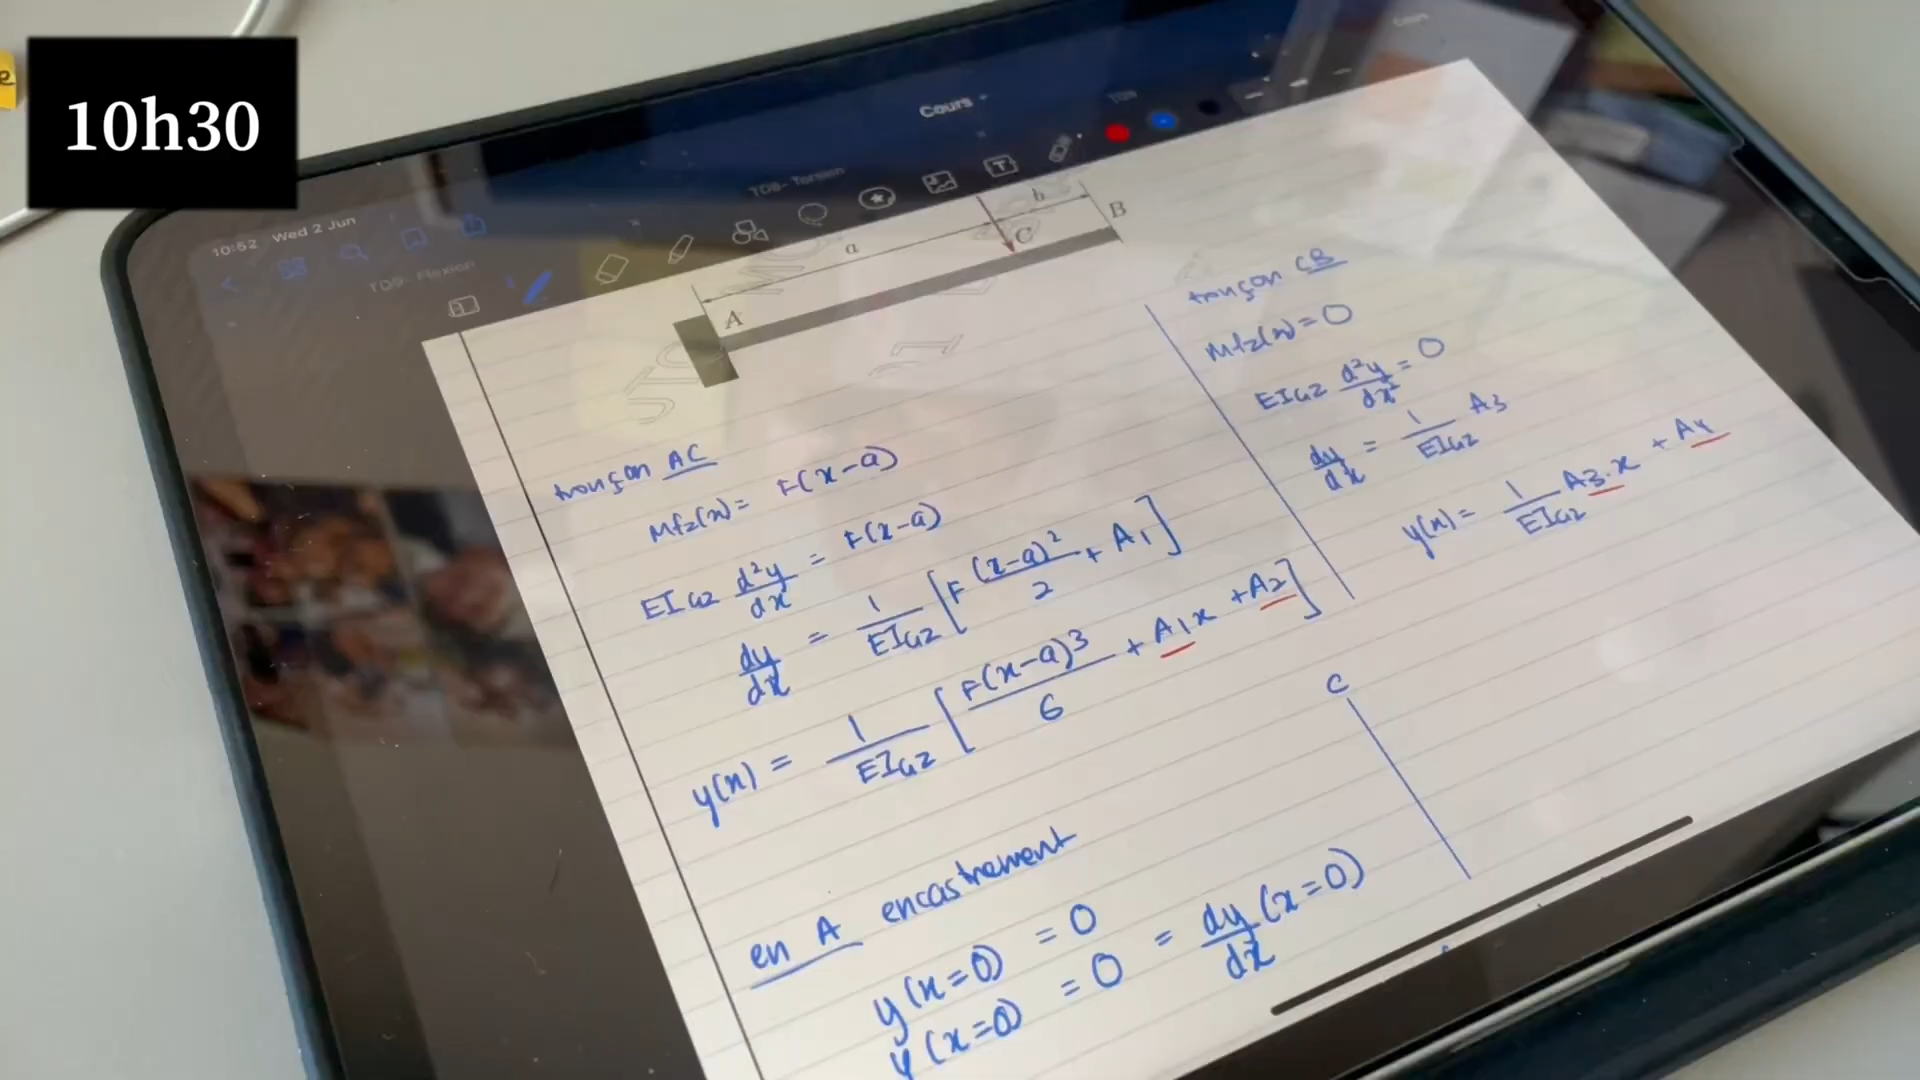 10h30
10:52 Wed 2 Jun
Cours
TD9- Flexion
TD8- Torsion
a
b
A
C
B
tronçon AC
Mfz(x)= F(x-a)
EIGz d²y/dx = F(x-a)
dy/dx = 1/EIGz [F (x-a)²/2 + A1]
y(x) = 1/EIGz [F(x-a)³/6 + A1x + A2]
tronçon CB
Mfz(x)=0
EIGz d²y/dx² = 0
dy/dx = 1/EIGz A3
y(x)= 1/EIGz A3.x + A4
C
en A encastrement
y(x=0) = 0
φ(x=0) = 0 = dy/dx (x=0)